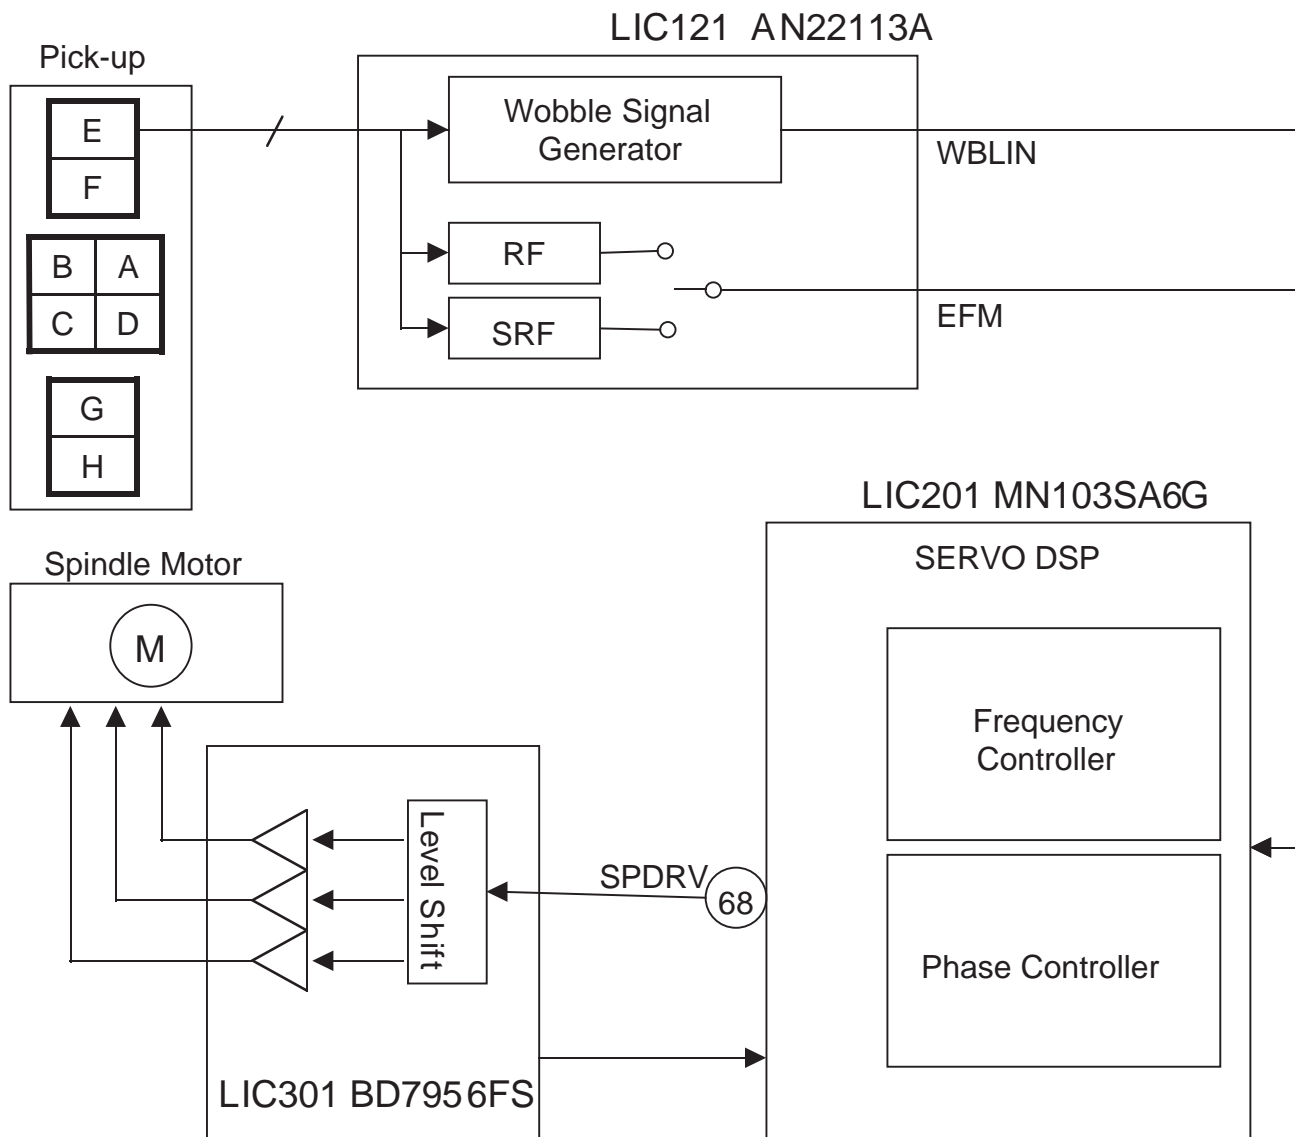 LIC121 AN22113A
Pick-up
E
F
B A
C D
G
H
Wobble Signal
Generator
RF
SRF
WBLIN
EFM
LIC201 MN103SA6G
SERVO DSP
Frequency
Controller
Phase Controller
Spindle Motor
M
Level Shift
SPDRV
68
LIC301 BD7956FS